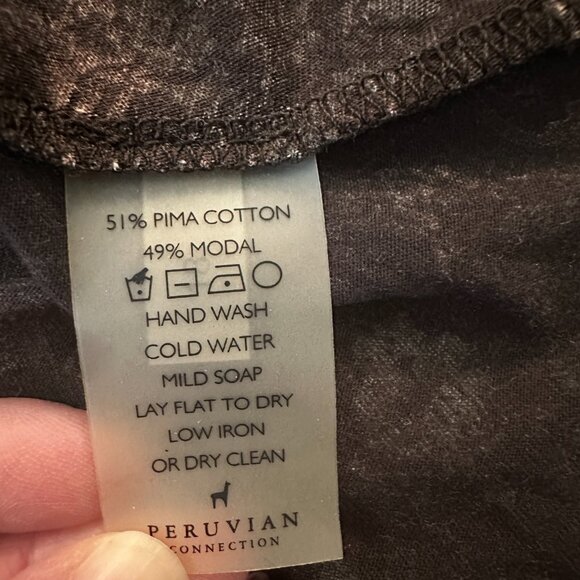 51% PIMA COTTON
49% MODAL
HAND WASH
COLD WATER
MILD SOAP
LAY FLAT TO DRY
LOW IRON
OR DRY CLEAN
PERUVIAN
CONNECTION